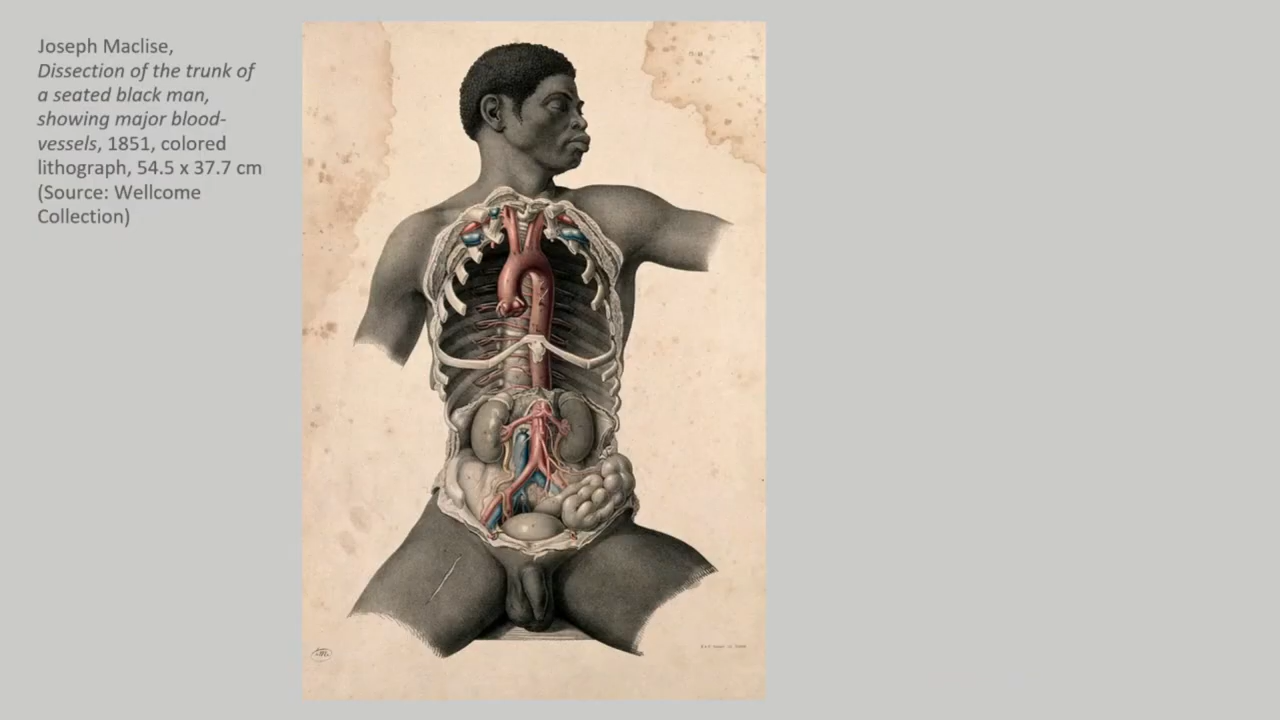 Joseph Maclise,
Dissection of the trunk of
a seated black man,
showing major blood-
vessels, 1851, colored
lithograph, 54.5 x 37.7 cm
(Source: Wellcome
Collection)